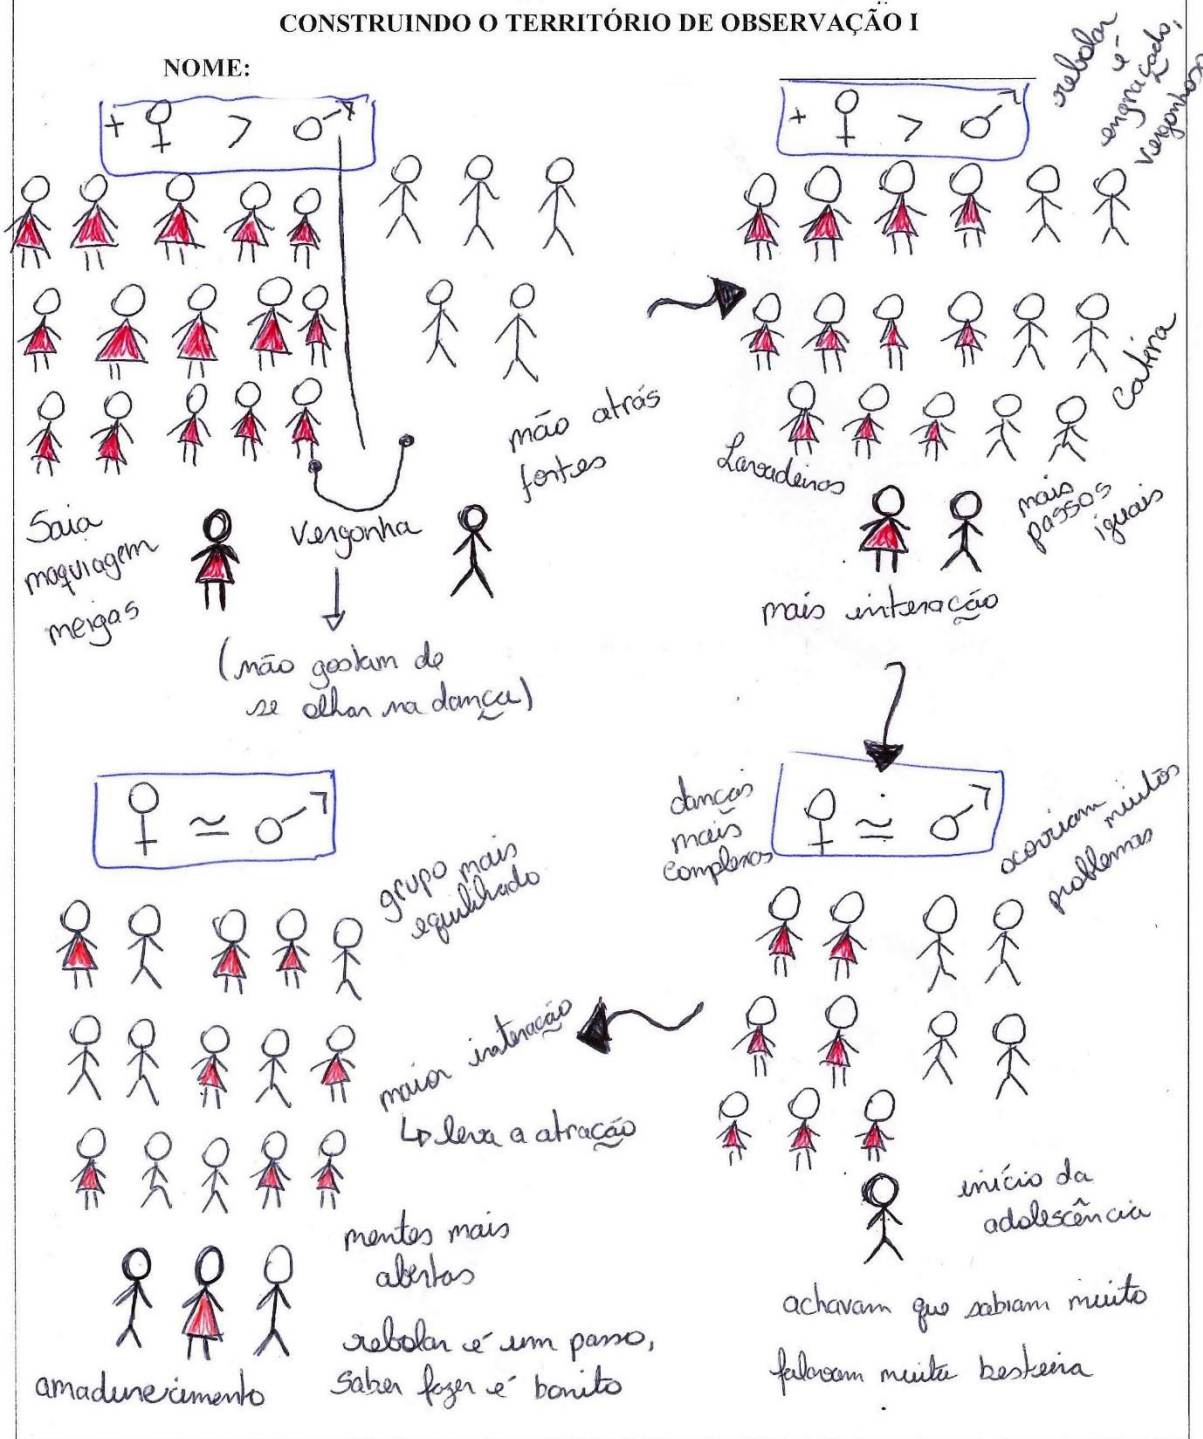 CONSTRUINDO O TERRITÓRIO DE OBSERVAÇÃO I
NOME:
+ ♀ > ♂
mão atrás
fortes
Saia
maquiagem
meigas
Vergonha
(não gostam de
se olhar na dança)
+ ♀ > ♂
rebolar
é
engraçado,
vergonhoso
Catira
Lavadeiras
mais
passos
iguais
mais interação
♀ ≃ ♂
danças
mais
complexas
ocorriam muitos
problemas
início da
adolescência
achavam que sabiam muito
falavam muita besteira
♀ ≃ ♂
grupo mais
equilibrado
maior interação
↳ leva a atração
mentes mais
abertas
rebolar é um passo,
saber fazer é bonito
amadurecimento